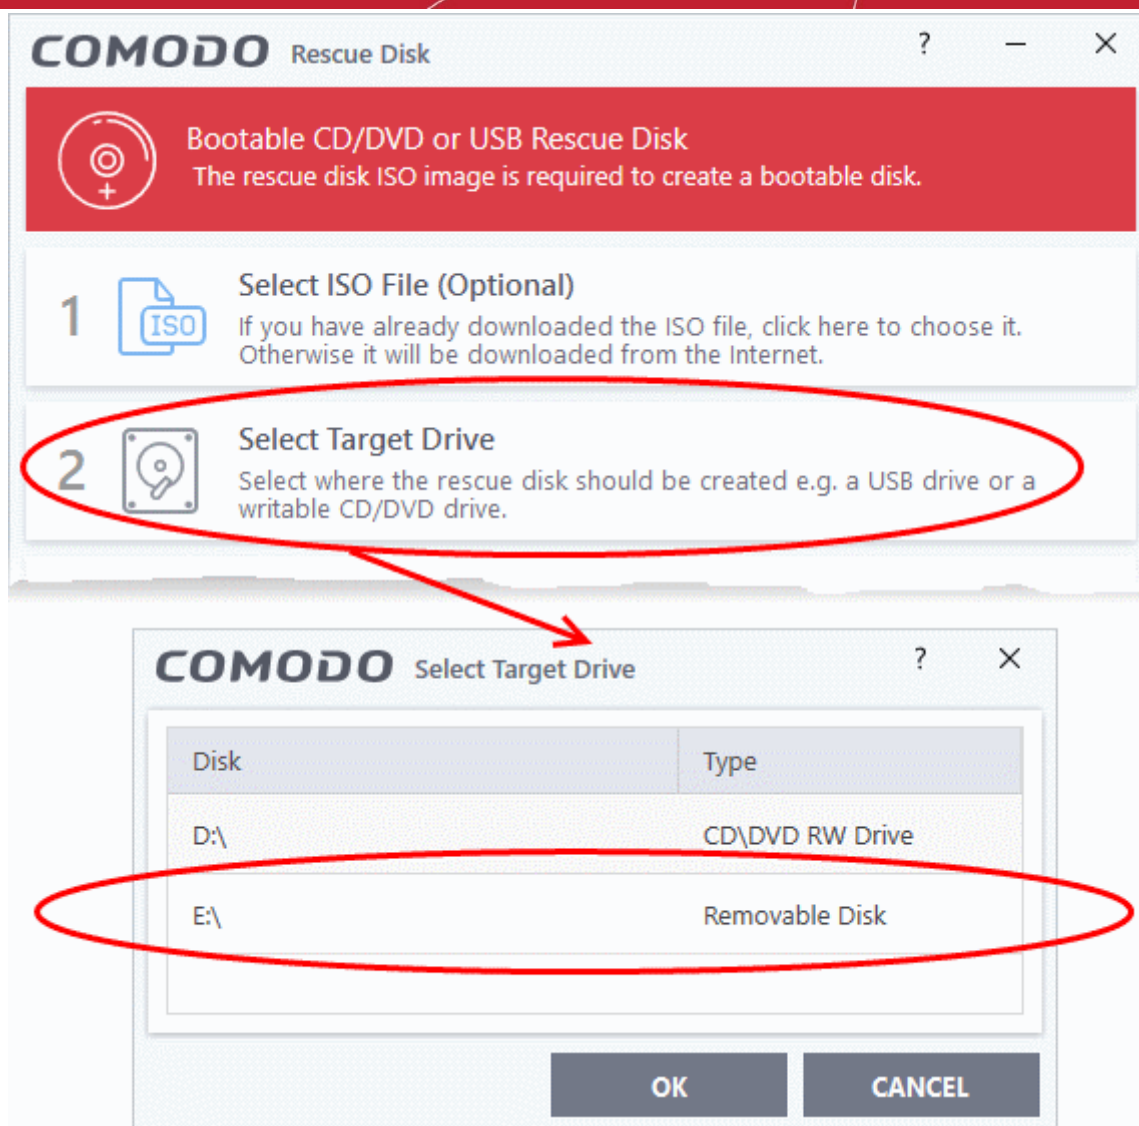 COMODO Rescue Disk ?
Bootable CD/DVD or USB Rescue Disk
The rescue disk ISO image is required to create a bootable disk.
1 ISO
Select ISO File (Optional)
If you have already downloaded the ISO file, click here to choose it.
Otherwise it will be downloaded from the Internet.
2
Select Target Drive
Select where the rescue disk should be created e.g. a USB drive or a
writable CD/DVD drive.
COMODO Select Target Drive ?
Disk Type
D:\ CD\DVD RW Drive
E:\ Removable Disk
OK CANCEL